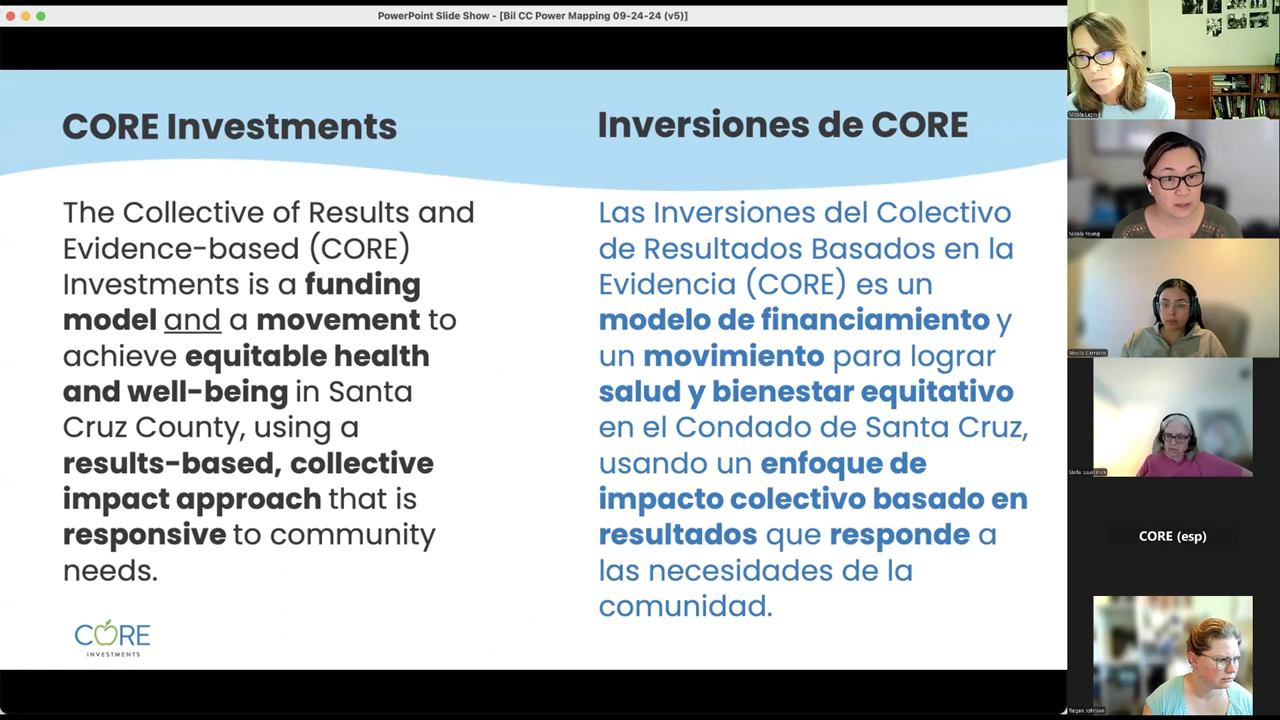 PowerPoint Slide Show - [Bil CC Power Mapping 09-24-24 (v5)]
CORE Investments
The Collective of Results and
Evidence-based (CORE)
Investments is a funding
model and a movement to
achieve equitable health
and well-being in Santa
Cruz County, using a
results-based, collective
impact approach that is
responsive to community
needs.
CORE
INVESTMENTS
Inversiones de CORE
Las Inversiones del Colectivo
de Resultados Basados en la
Evidencia (CORE) es un
modelo de financiamiento y
un movimiento para lograr
salud y bienestar equitativo
en el Condado de Santa Cruz,
usando un enfoque de
impacto colectivo basado en
resultados que responde a
las necesidades de la
comunidad.
Nicole Young
CORE (esp)
Regan Johnson